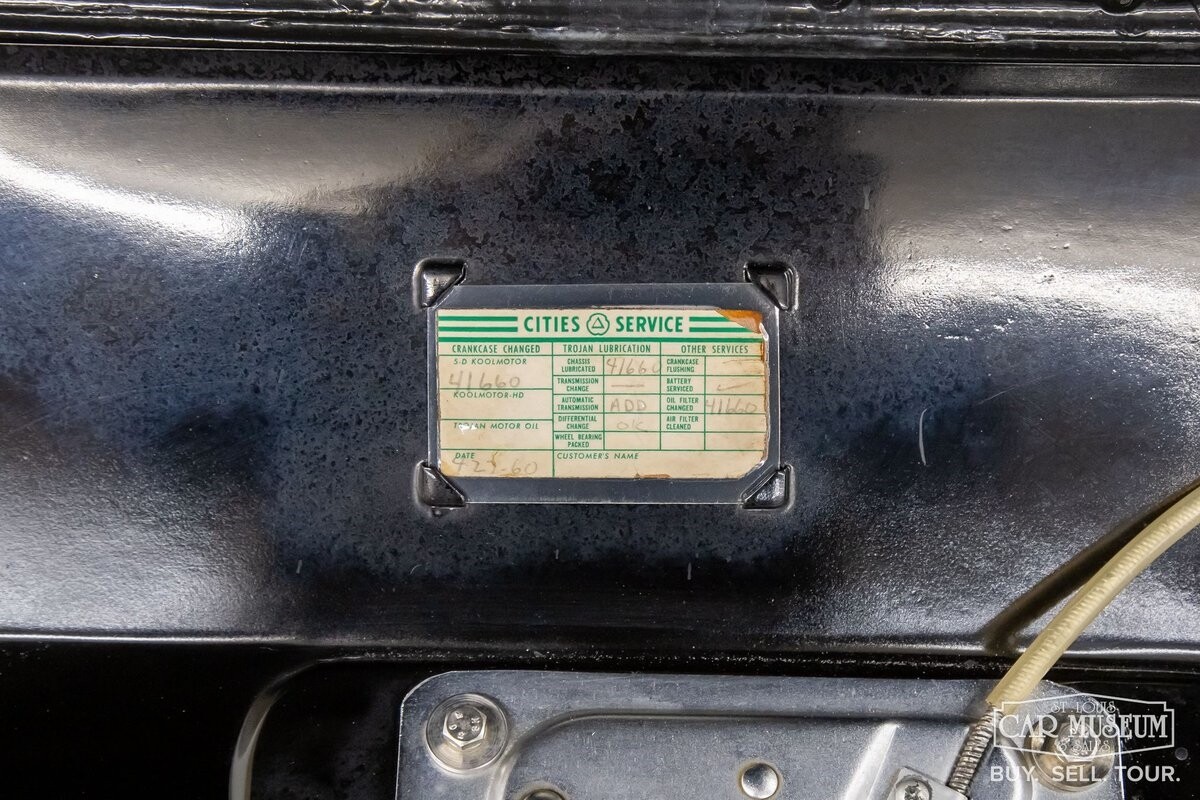 CITIES SERVICE
CRANKCASE CHANGED TROJAN LUBRICATION OTHER SERVICES
S-D KOOLMOTOR
41660
KOOLMOTOR-HD
TROJAN MOTOR OIL
DATE
CHASSIS LUBRICATED 41660
TRANSMISSION CHANGE —
AUTOMATIC TRANSMISSION ADD
DIFFERENTIAL CHANGE OK
WHEEL BEARING PACKED
CRANKCASE FLUSHING
BATTERY SERVICED
OIL FILTER CHANGED 41660
AIR FILTER CLEANED
CUSTOMER'S NAME
ST. LOUIS
CAR MUSEUM
& SALES
BUY. SELL. TOUR.